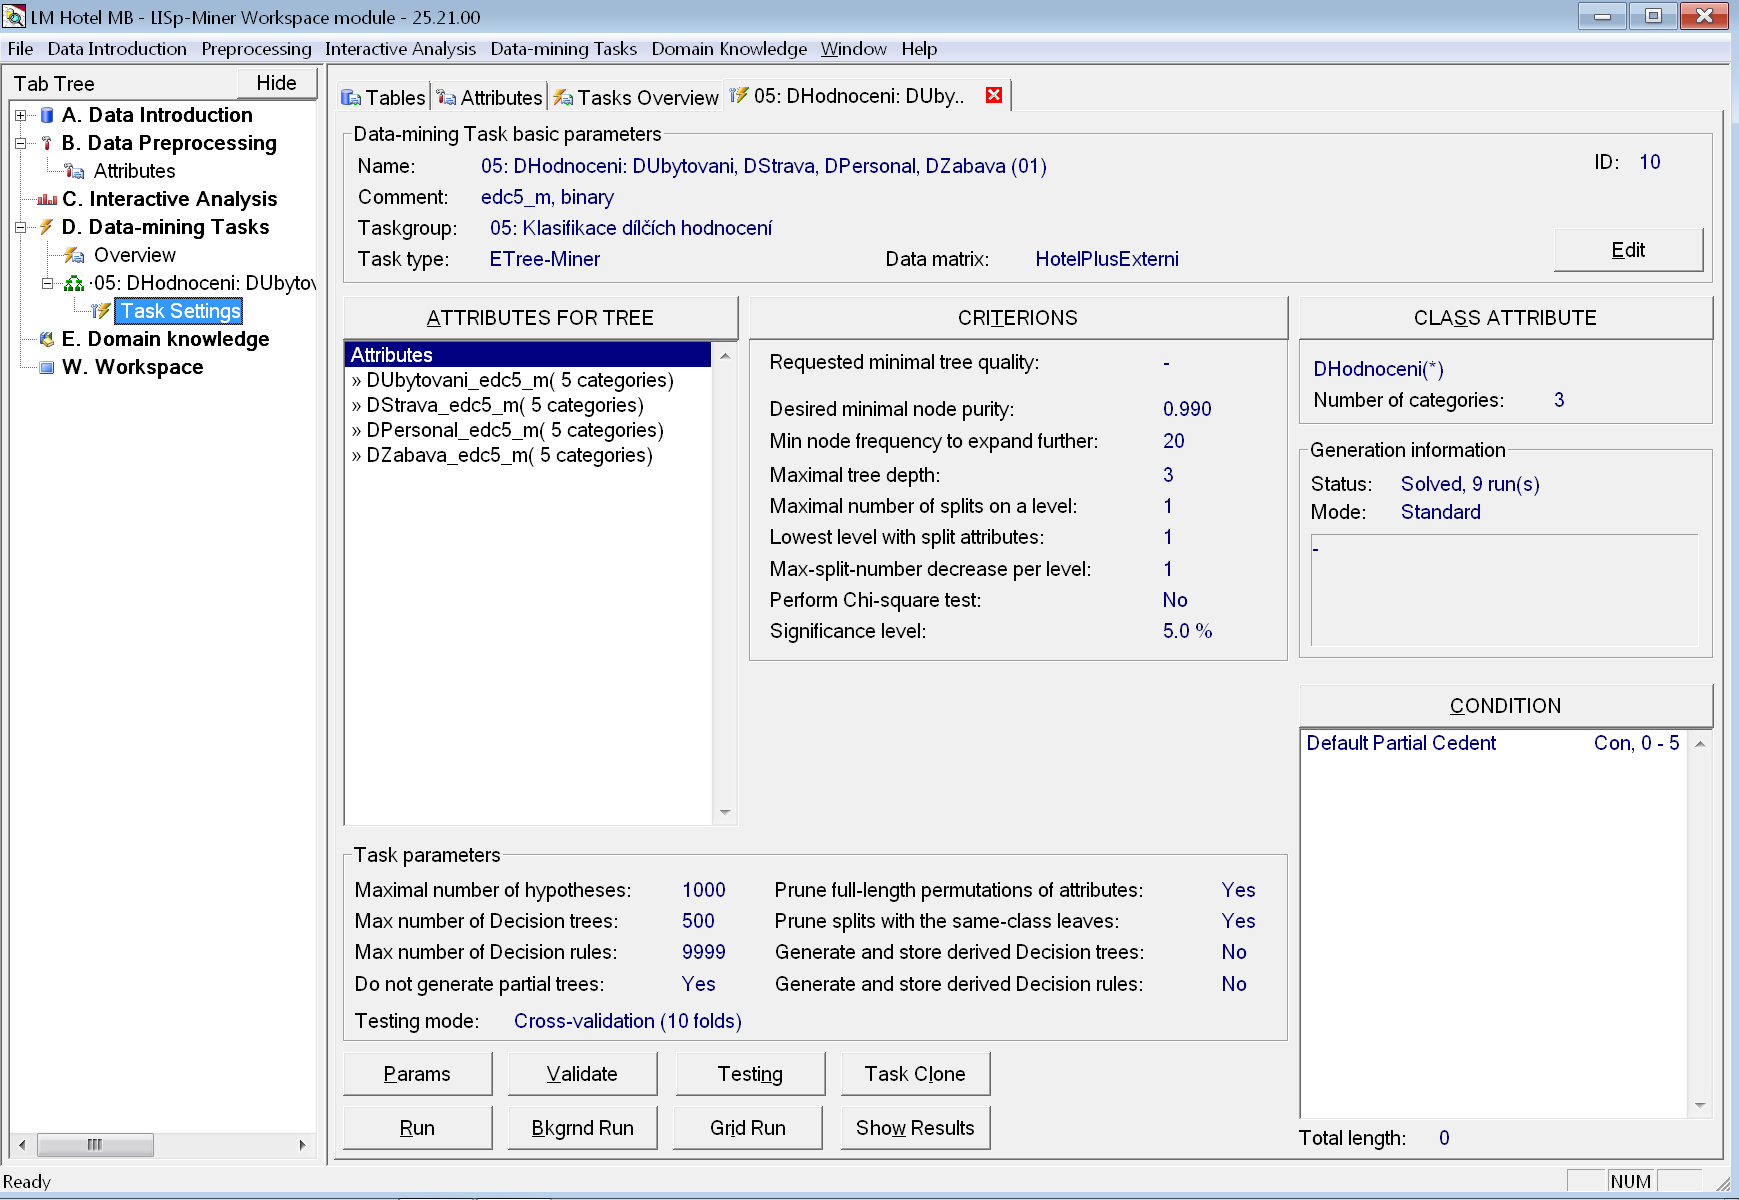 LM Hotel MB - LISp-Miner Workspace module - 25.21.00
File Data Introduction Preprocessing Interactive Analysis Data-mining Tasks Domain Knowledge Window Help
Tab Tree Hide
A. Data Introduction
B. Data Preprocessing
Attributes
C. Interactive Analysis
D. Data-mining Tasks
Overview
05: DHodnoceni: DUbytov
Task Settings
E. Domain knowledge
W. Workspace
Tables Attributes Tasks Overview 05: DHodnoceni: DUby..
Data-mining Task basic parameters
Name: 05: DHodnoceni: DUbytovani, DStrava, DPersonal, DZabava (01) ID: 10
Comment: edc5_m, binary
Taskgroup: 05: Klasifikace dílčích hodnocení
Task type: ETree-Miner Data matrix: HotelPlusExterni
Edit
ATTRIBUTES FOR TREE
Attributes
» DUbytovani_edc5_m( 5 categories)
» DStrava_edc5_m( 5 categories)
» DPersonal_edc5_m( 5 categories)
» DZabava_edc5_m( 5 categories)
CRITERIONS
Requested minimal tree quality: -
Desired minimal node purity: 0.990
Min node frequency to expand further: 20
Maximal tree depth: 3
Maximal number of splits on a level: 1
Lowest level with split attributes: 1
Max-split-number decrease per level: 1
Perform Chi-square test: No
Significance level: 5.0 %
CLASS ATTRIBUTE
DHodnoceni(*)
Number of categories: 3
Generation information
Status: Solved, 9 run(s)
Mode: Standard
-
CONDITION
Default Partial Cedent Con, 0 - 5
Total length: 0
Task parameters
Maximal number of hypotheses: 1000 Prune full-length permutations of attributes: Yes
Max number of Decision trees: 500 Prune splits with the same-class leaves: Yes
Max number of Decision rules: 9999 Generate and store derived Decision trees: No
Do not generate partial trees: Yes Generate and store derived Decision rules: No
Testing mode: Cross-validation (10 folds)
Params Validate Testing Task Clone
Run Bkgrnd Run Grid Run Show Results
Ready NUM